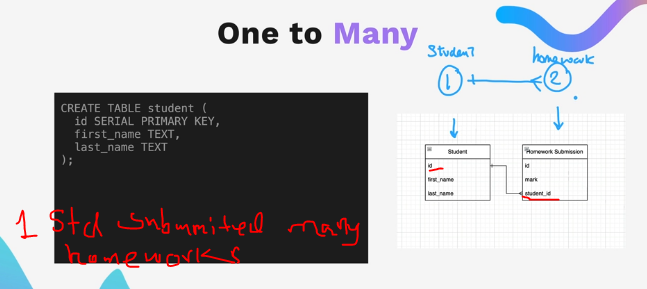 One to Many
Student homework
1 2
CREATE TABLE student (
id SERIAL PRIMARY KEY,
first_name TEXT,
last_name TEXT
);
Student
id
first_name
last_name
Homework Submission
id
mark
student_id
1 Std submmited many
homeworks